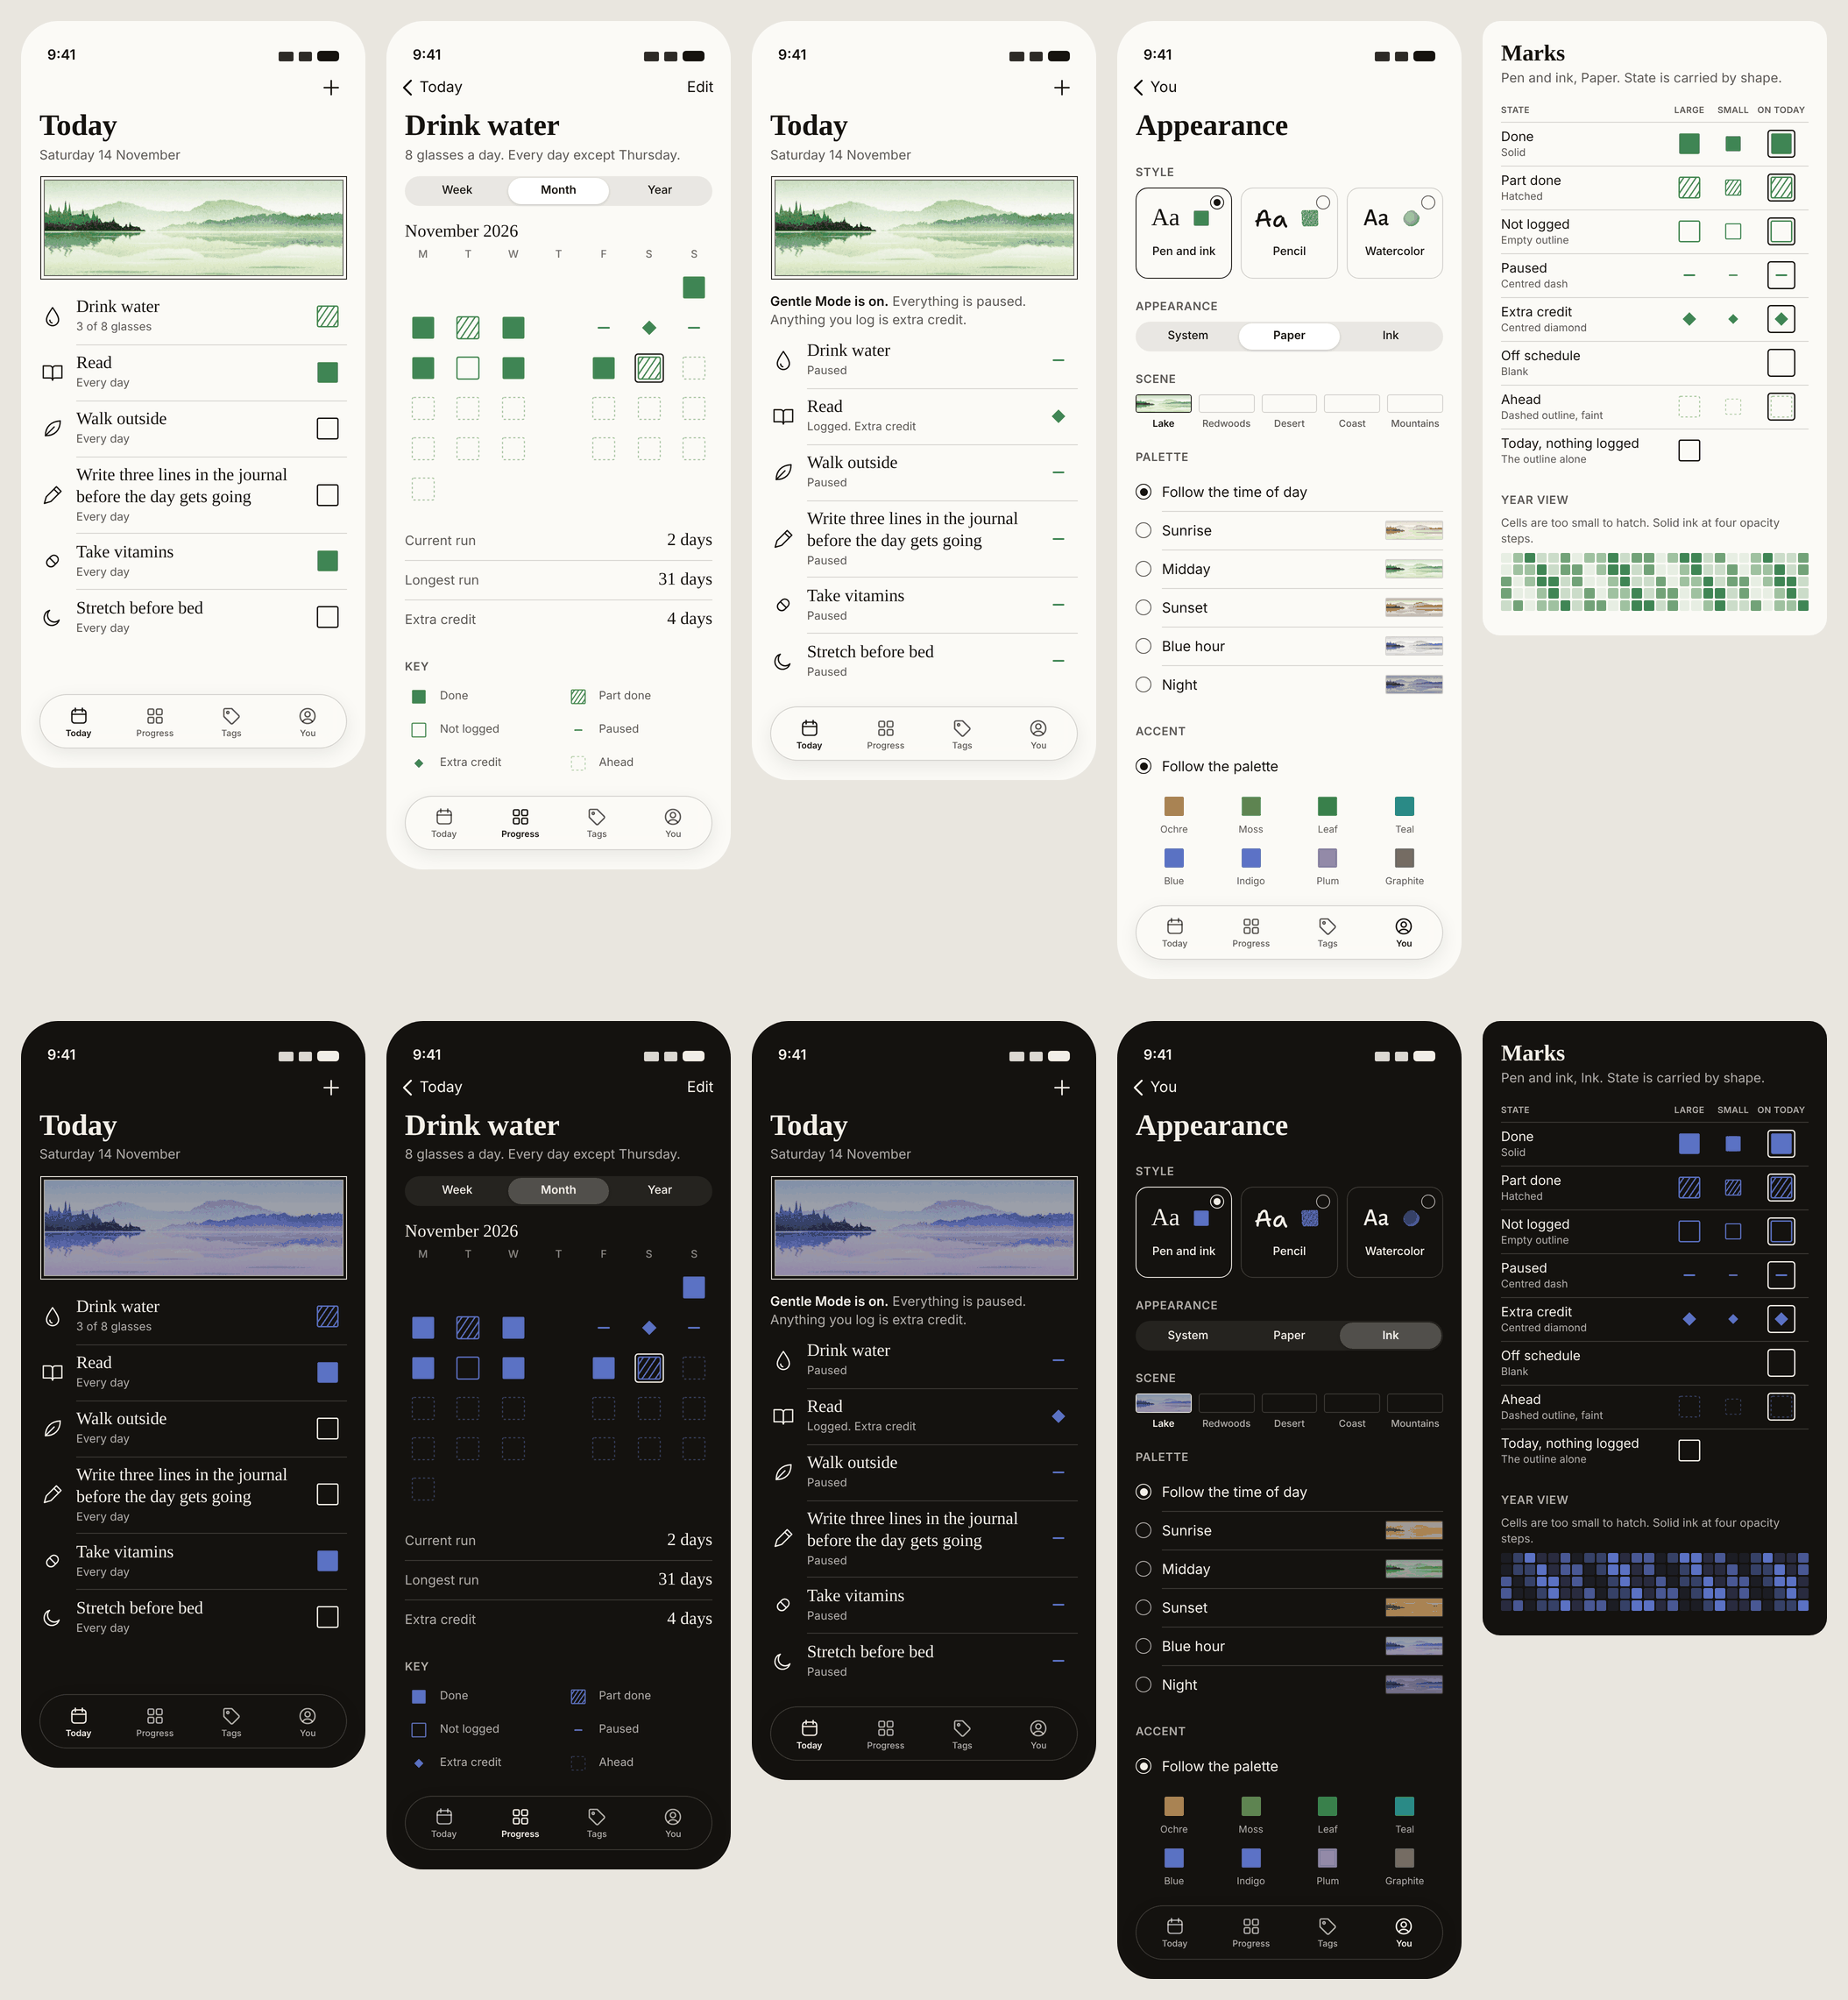 9:41
Today
Saturday 14 November
Drink water
3 of 8 glasses
Read
Every day
Walk outside
Every day
Write three lines in the journal
before the day gets going
Every day
Take vitamins
Every day
Stretch before bed
Every day
Today Progress Tags You
9:41
Today Edit
Drink water
8 glasses a day. Every day except Thursday.
Week Month Year
November 2026
M T W T F S S
Current run 2 days
Longest run 31 days
Extra credit 4 days
KEY
Done Part done
Not logged Paused
Extra credit Ahead
Today Progress Tags You
9:41
Today
Saturday 14 November
Gentle Mode is on. Everything is paused.
Anything you log is extra credit.
Drink water
Paused
Read
Logged. Extra credit
Walk outside
Paused
Write three lines in the journal
before the day gets going
Paused
Take vitamins
Paused
Stretch before bed
Paused
Today Progress Tags You
9:41
You
Appearance
STYLE
Aa Aa Aa
Pen and ink Pencil Watercolor
APPEARANCE
System Paper Ink
SCENE
Lake Redwoods Desert Coast Mountains
PALETTE
Follow the time of day
Sunrise
Midday
Sunset
Blue hour
Night
ACCENT
Follow the palette
Ochre Moss Leaf Teal
Blue Indigo Plum Graphite
Today Progress Tags You
Marks
Pen and ink, Paper. State is carried by shape.
STATE LARGE SMALL ON TODAY
Done
Solid
Part done
Hatched
Not logged
Empty outline
Paused
Centred dash
Extra credit
Centred diamond
Off schedule
Blank
Ahead
Dashed outline, faint
Today, nothing logged
The outline alone
YEAR VIEW
Cells are too small to hatch. Solid ink at four opacity
steps.
9:41
Today
Saturday 14 November
Drink water
3 of 8 glasses
Read
Every day
Walk outside
Every day
Write three lines in the journal
before the day gets going
Every day
Take vitamins
Every day
Stretch before bed
Every day
Today Progress Tags You
9:41
Today Edit
Drink water
8 glasses a day. Every day except Thursday.
Week Month Year
November 2026
M T W T F S S
Current run 2 days
Longest run 31 days
Extra credit 4 days
KEY
Done Part done
Not logged Paused
Extra credit Ahead
Today Progress Tags You
9:41
Today
Saturday 14 November
Gentle Mode is on. Everything is paused.
Anything you log is extra credit.
Drink water
Paused
Read
Logged. Extra credit
Walk outside
Paused
Write three lines in the journal
before the day gets going
Paused
Take vitamins
Paused
Stretch before bed
Paused
Today Progress Tags You
9:41
You
Appearance
STYLE
Aa Aa Aa
Pen and ink Pencil Watercolor
APPEARANCE
System Paper Ink
SCENE
Lake Redwoods Desert Coast Mountains
PALETTE
Follow the time of day
Sunrise
Midday
Sunset
Blue hour
Night
ACCENT
Follow the palette
Ochre Moss Leaf Teal
Blue Indigo Plum Graphite
Today Progress Tags You
Marks
Pen and ink, Ink. State is carried by shape.
STATE LARGE SMALL ON TODAY
Done
Solid
Part done
Hatched
Not logged
Empty outline
Paused
Centred dash
Extra credit
Centred diamond
Off schedule
Blank
Ahead
Dashed outline, faint
Today, nothing logged
The outline alone
YEAR VIEW
Cells are too small to hatch. Solid ink at four opacity
steps.